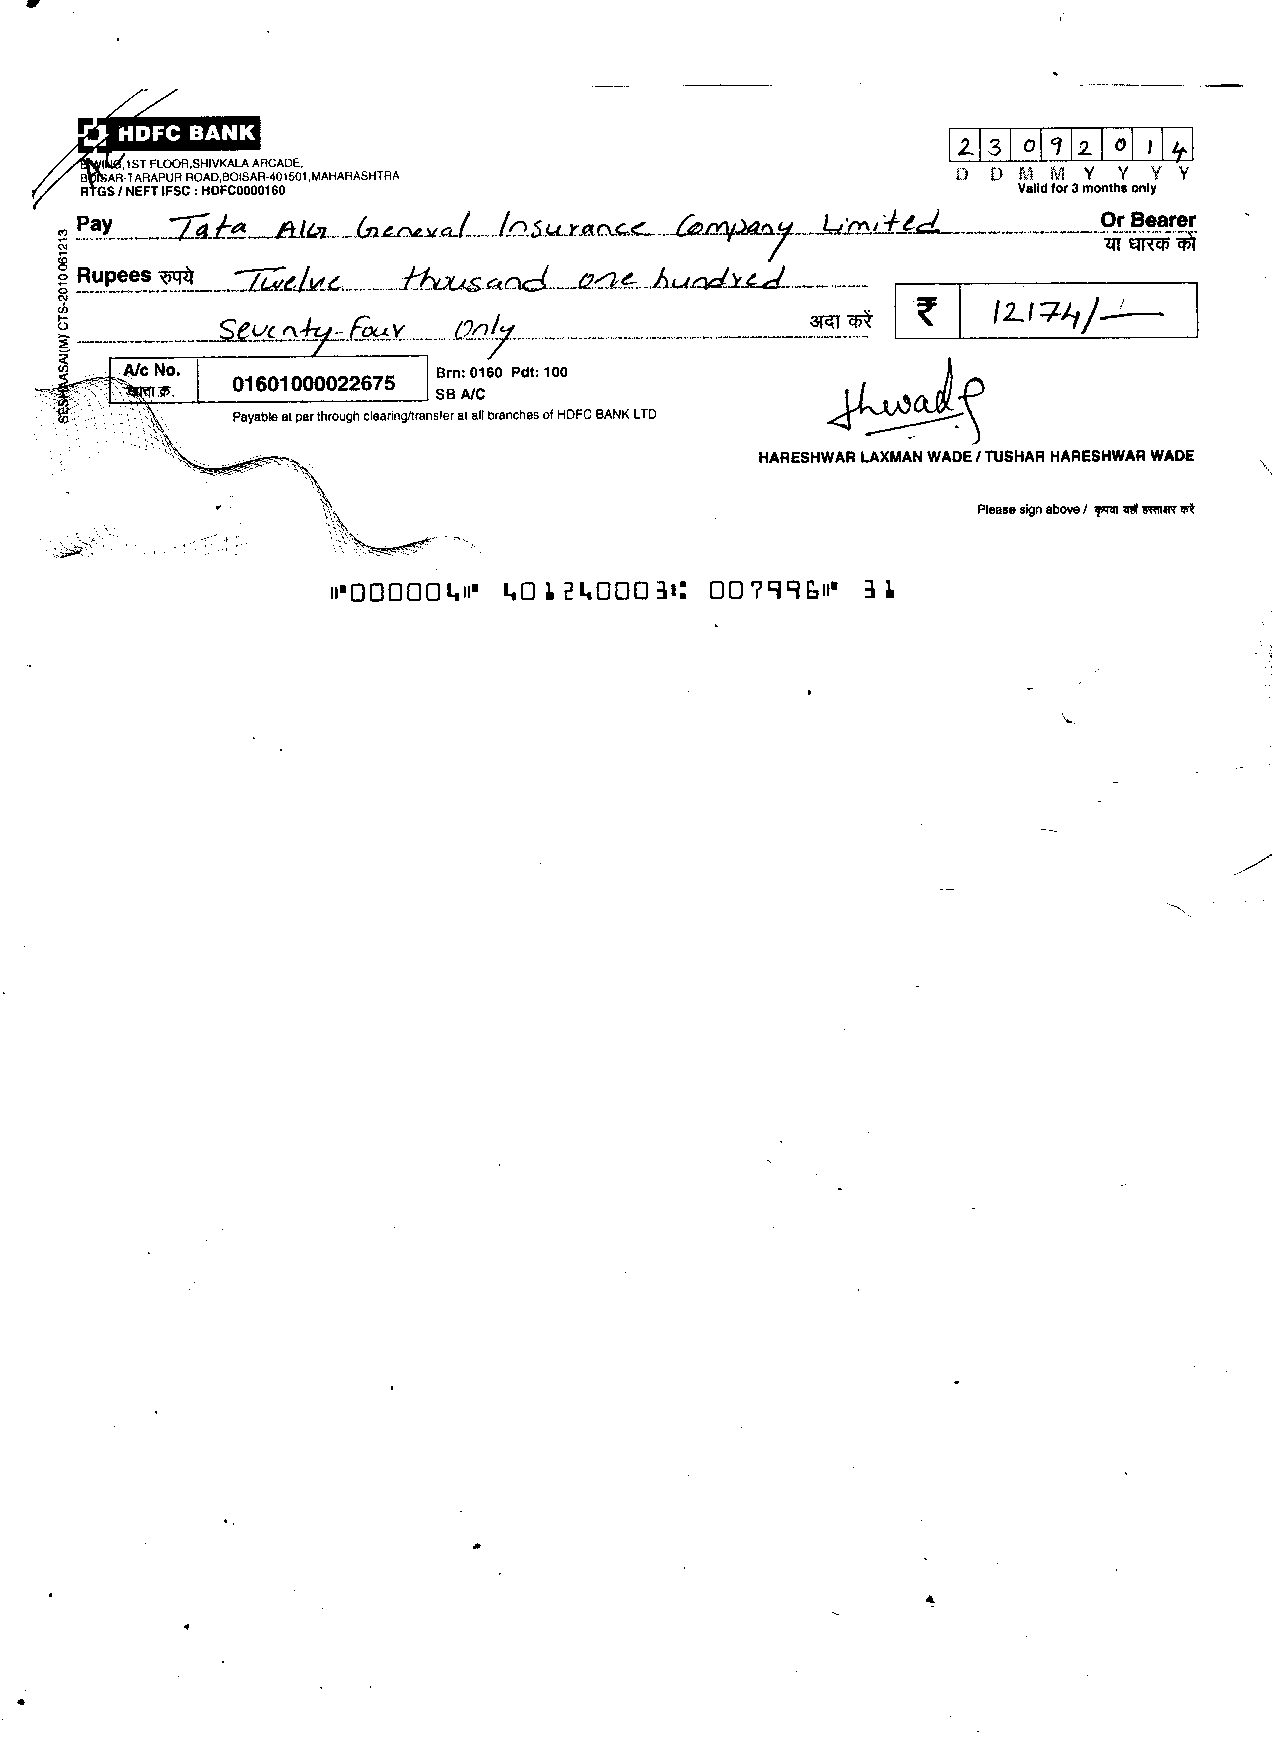 HDFC BANK
1ST FLOOR,SHIVKALA ARCADE,
BOISAR-TARAPUR ROAD,BOISAR-401501,MAHARASHTRA
RTGS / NEFT IFSC : HDFC0000160
2 3 0 9 2 0 1 4
D D M M Y Y Y Y
Valid for 3 months only
Pay Tata AIG General Insurance Company Limited Or Bearer
या धारक को
Rupees रुपये Twelve thousand one hundred
Seventy-Four Only अदा करें ₹ 12174/-
A/c No. 01601000022675 Brn: 0160 Pdt: 100
खाता क्र. SB A/C
Payable at par through clearing/transfer at all branches of HDFC BANK LTD
HARESHWAR LAXMAN WADE / TUSHAR HARESHWAR WADE
Please sign above / कृपया यहाँ हस्ताक्षर करें
⑈000004⑈ 401240003⑆ 007996⑈ 31
(M) CTS-2010